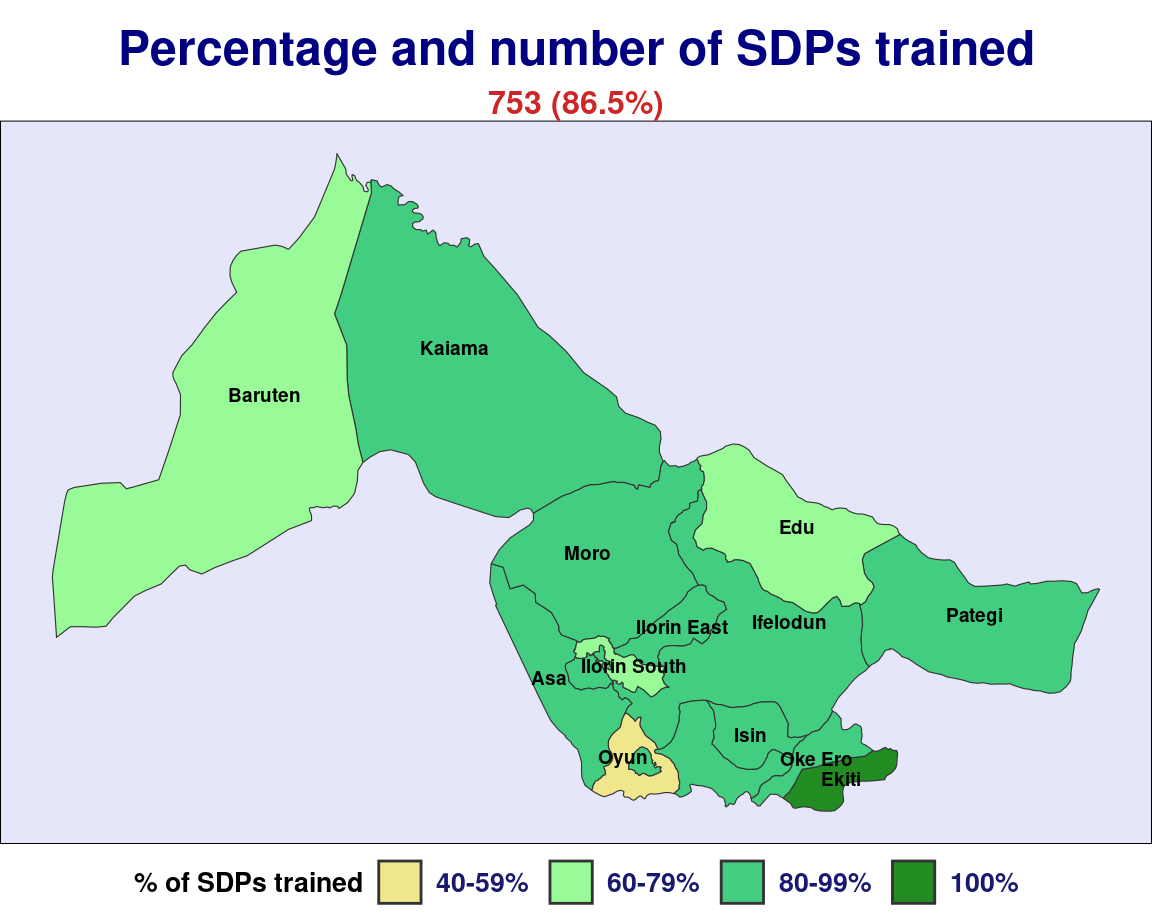 Percentage and number of SDPs trained
753 (86.5%)
Kaiama
Baruten
Edu
Moro
Pategi
Ifelodun
Ilorin East
Ilorin South
Asa
Isin
Oyun
Oke Ero
Ekiti
% of SDPs trained 40-59% 60-79% 80-99% 100%